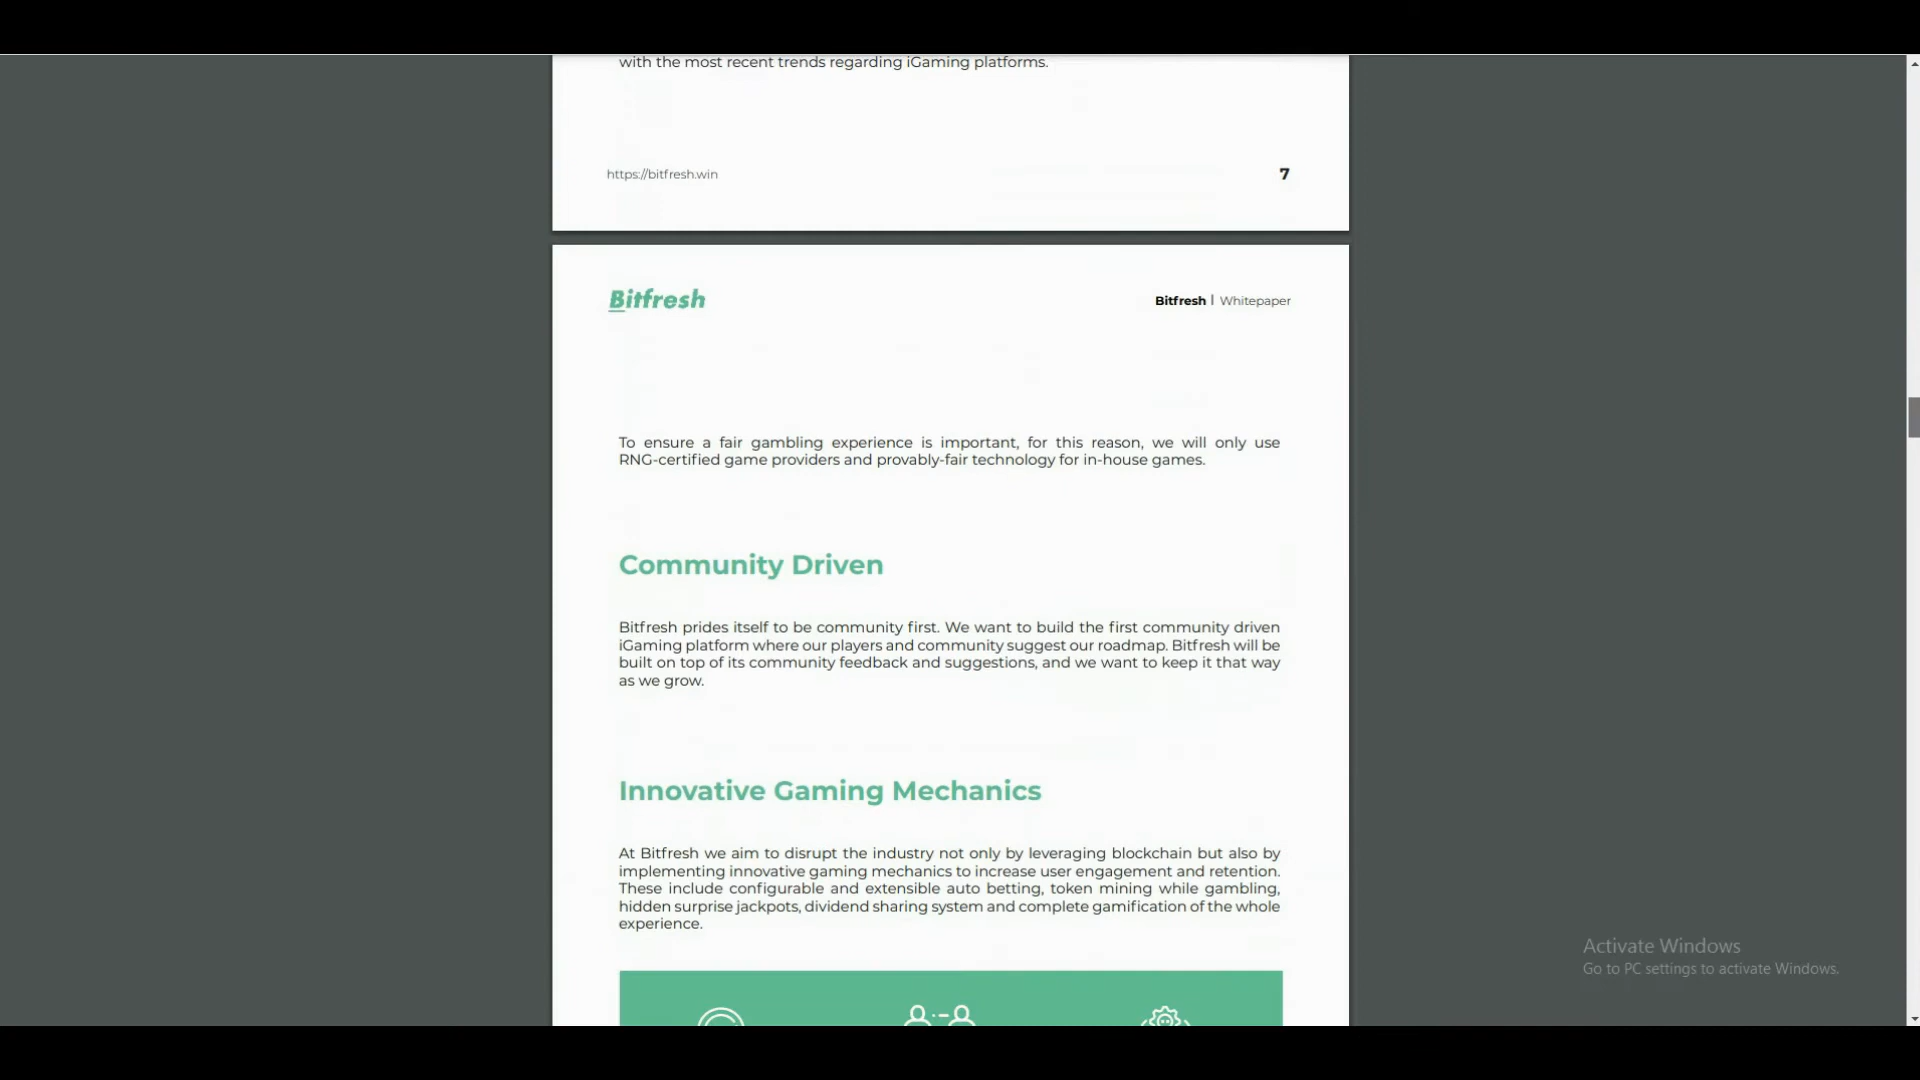 with the most recent trends regarding iGaming platforms.
https://bitfresh.win
7
Bitfresh
Bitfresh | Whitepaper
To ensure a fair gambling experience is important, for this reason, we will only use
RNG-certified game providers and provably-fair technology for in-house games.
Community Driven
Bitfresh prides itself to be community first. We want to build the first community driven
iGaming platform where our players and community suggest our roadmap. Bitfresh will be
built on top of its community feedback and suggestions, and we want to keep it that way
as we grow.
Innovative Gaming Mechanics
At Bitfresh we aim to disrupt the industry not only by leveraging blockchain but also by
implementing innovative gaming mechanics to increase user engagement and retention.
These include configurable and extensible auto betting, token mining while gambling,
hidden surprise jackpots, dividend sharing system and complete gamification of the whole
experience.
Activate Windows
Go to PC settings to activate Windows.